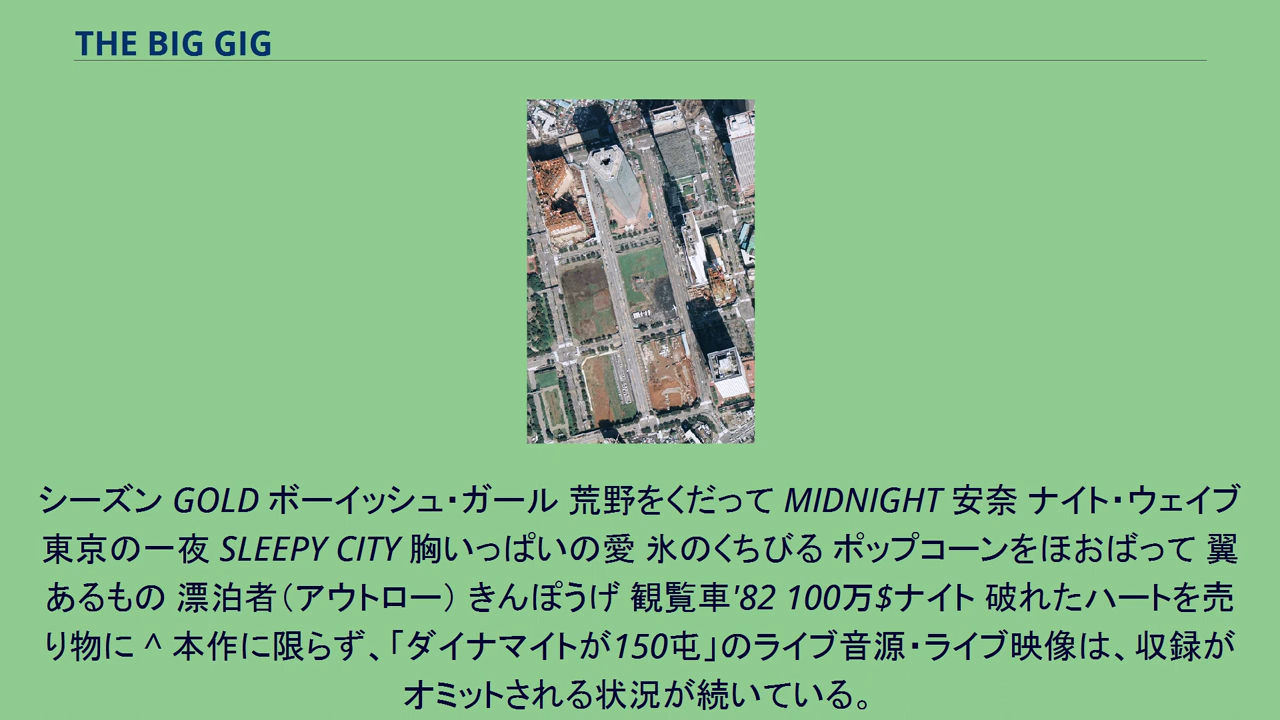 THE BIG GIG
シーズン GOLD ボーイッシュ・ガール 荒野をくだって MIDNIGHT 安奈 ナイト・ウェイブ
東京の一夜 SLEEPY CITY 胸いっぱいの愛 氷のくちびる ポップコーンをほおばって 翼
あるもの 漂泊者（アウトロー） きんぽうげ 観覧車'82 100万$ナイト 破れたハートを売
り物に ^ 本作に限らず、「ダイナマイトが150屯」のライブ音源・ライブ映像は、収録が
オミットされる状況が続いている。